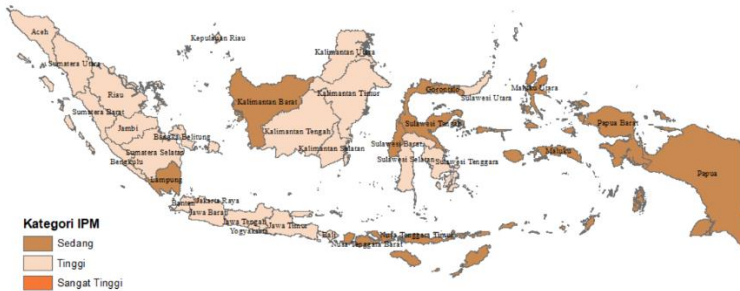 Aceh
Kepulauan Riau
Sumatera Utara
Kalimantan Utara
Riau
Gorontalo
Maluku Utara
Kalimantan Barat
Kalimantan Timur
Sulawesi Utara
Sumatera Barat
Jambi
Sulawesi Tengah
Papua Barat
Bangka Belitung
Kalimantan Tengah
Sulawesi Barat
Sumatera Selatan
Kalimantan Selatan
Maluku
Bengkulu
Sulawesi Selatan
Sulawesi Tenggara
Papua
Lampung
Banten
Jakarta Raya
Jawa Barat
Jawa Tengah
Jawa Timur
Yogyakarta
Bali
Nusa Tenggara Timur
Nusa Tenggara Barat
Kategori IPM
Sedang
Tinggi
Sangat Tinggi